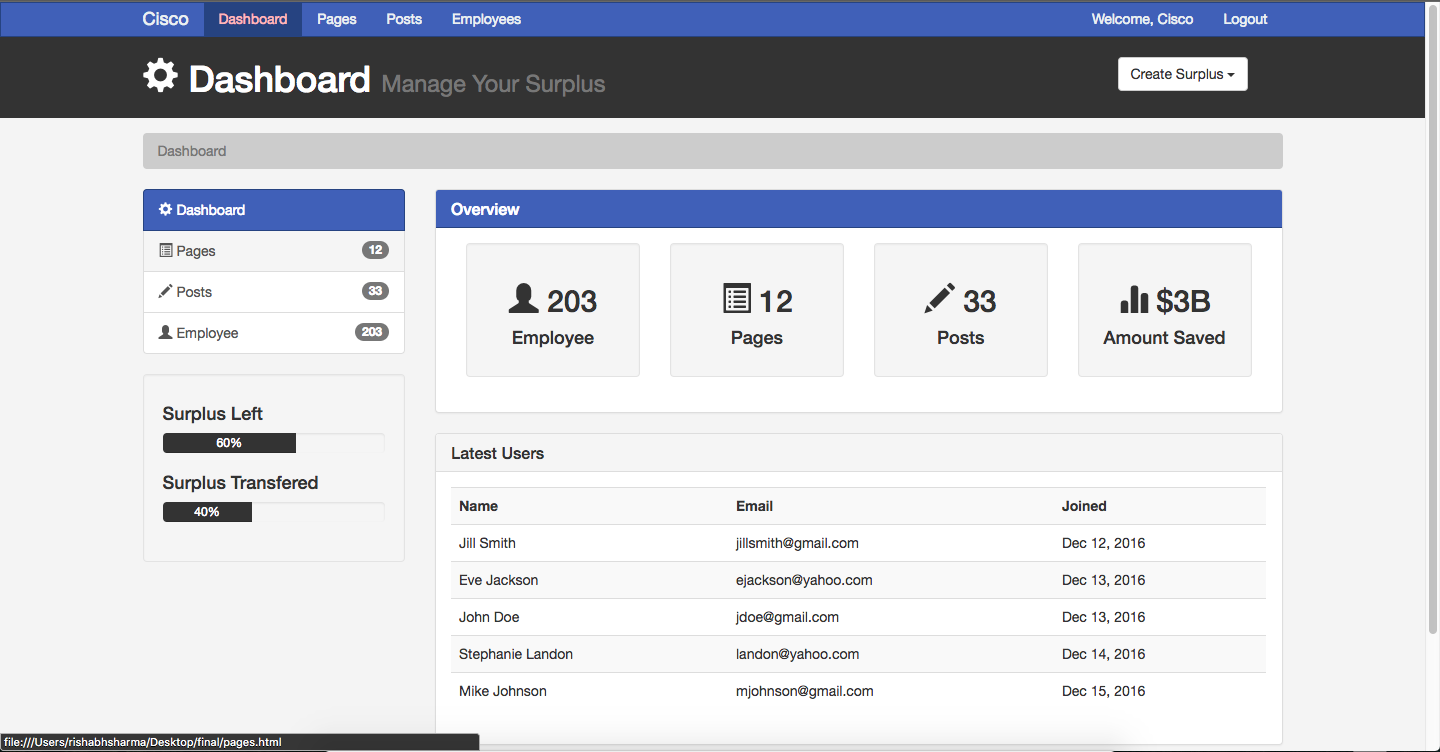 Cisco Dashboard Pages Posts Employees Welcome, Cisco Logout
Dashboard Manage Your Surplus Create Surplus
Dashboard
Dashboard
Pages 12
Posts 33
Employee 203
Surplus Left
60%
Surplus Transfered
40%
Overview
203 12 33 $3B
Employee Pages Posts Amount Saved
Latest Users
Name Email Joined
Jill Smith jillsmith@gmail.com Dec 12, 2016
Eve Jackson ejackson@yahoo.com Dec 13, 2016
John Doe jdoe@gmail.com Dec 13, 2016
Stephanie Landon landon@yahoo.com Dec 14, 2016
Mike Johnson mjohnson@gmail.com Dec 15, 2016
file:///Users/rishabhsharma/Desktop/final/pages.html